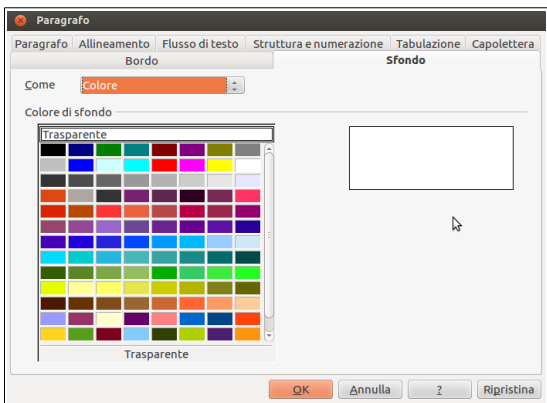 Paragrafo
Paragrafo Allineamento Flusso di testo Struttura e numerazione Tabulazione Capolettera
Bordo Sfondo
Come Colore
Colore di sfondo
Trasparente
Trasparente
OK Annulla ? Ripristina